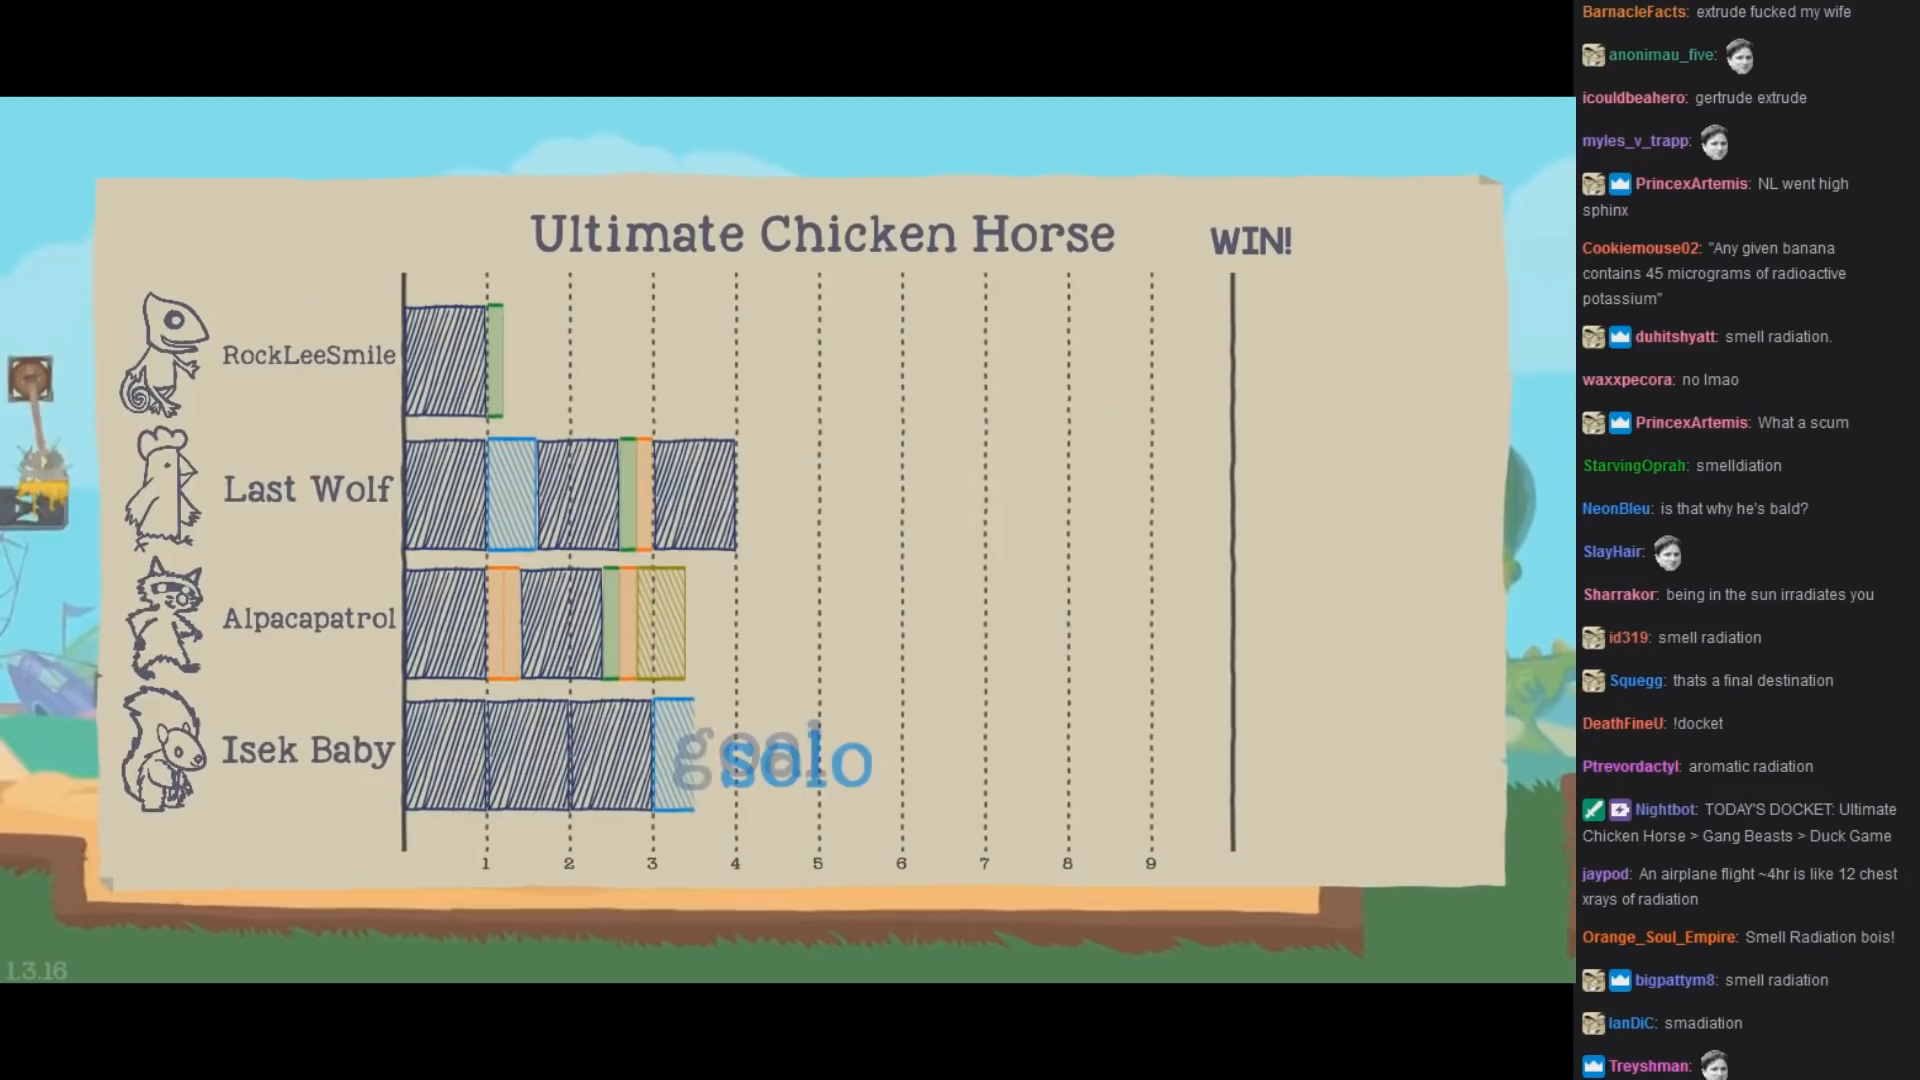 Ultimate Chicken Horse
WIN!
RockLeeSmile
Last Wolf
Alpacapatrol
Isek Baby
goal
solo
1 2 3 4 5 6 7 8 9
1.3.16
BarnacleFacts: extrude fucked my wife
anonimau_five:
icouldbeahero: gertrude extrude
myles_v_trapp:
PrincexArtemis: NL went high
sphinx
Cookiemouse02: "Any given banana
contains 45 micrograms of radioactive
potassium"
duhitshyatt: smell radiation.
waxxpecora: no lmao
PrincexArtemis: What a scum
StarvingOprah: smelldiation
NeonBleu: is that why he's bald?
SlayHair:
Sharrakor: being in the sun irradiates you
id319: smell radiation
Squegg: thats a final destination
DeathFineU: !docket
Ptrevordactyl: aromatic radiation
Nightbot: TODAY'S DOCKET: Ultimate
Chicken Horse > Gang Beasts > Duck Game
jaypod: An airplane flight ~4hr is like 12 chest
xrays of radiation
Orange_Soul_Empire: Smell Radiation bois!
bigpattym8: smell radiation
IanDiC: smadiation
Treyshman: